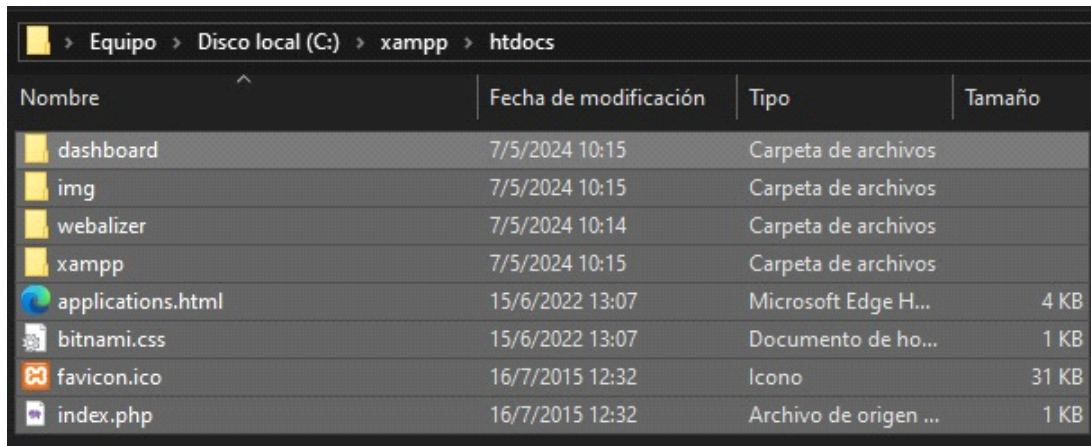 Equipo > Disco local (C:) > xampp > htdocs
Nombre Fecha de modificación Tipo Tamaño
dashboard 7/5/2024 10:15 Carpeta de archivos
img 7/5/2024 10:15 Carpeta de archivos
webalizer 7/5/2024 10:14 Carpeta de archivos
xampp 7/5/2024 10:15 Carpeta de archivos
applications.html 15/6/2022 13:07 Microsoft Edge H... 4 KB
bitnami.css 15/6/2022 13:07 Documento de ho... 1 KB
favicon.ico 16/7/2015 12:32 Icono 31 KB
index.php 16/7/2015 12:32 Archivo de origen ... 1 KB